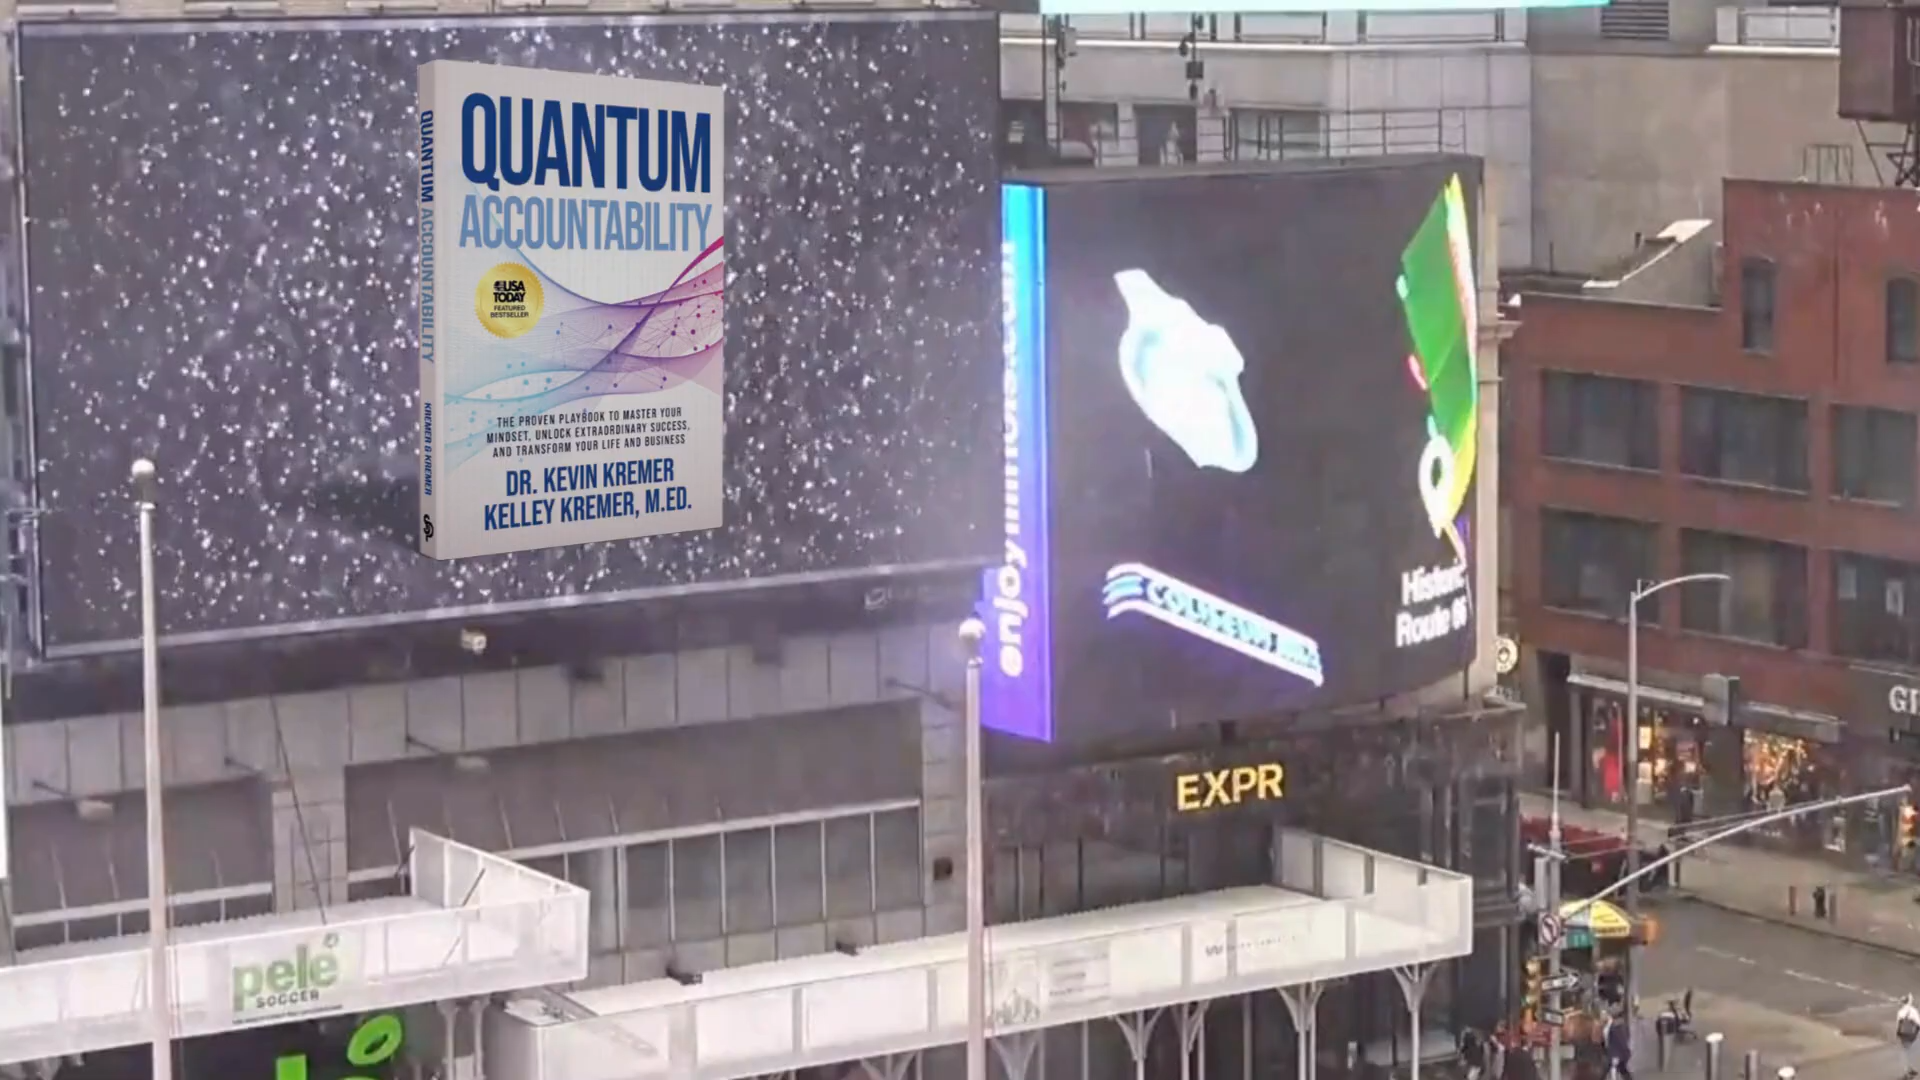 QUANTUM
ACCOUNTABILITY
USA
TODAY
FEATURED
BESTSELLER
THE PROVEN PLAYBOOK TO MASTER YOUR
MINDSET, UNLOCK EXTRAORDINARY SUCCESS,
AND TRANSFORM YOUR LIFE AND BUSINESS
DR. KEVIN KREMER
KELLEY KREMER, M.ED.
QUANTUM ACCOUNTABILITY
KREMER & KREMER
enjoyillinois.com
Historic
Route 66
EXPR
pelé
SOCCER